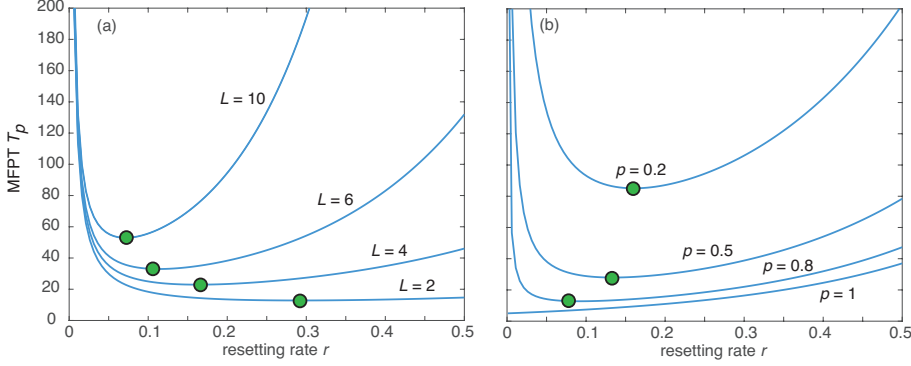 (a)
(b)
MFPT T_p
200
180
160
140
120
100
80
60
40
20
0
L = 10
L = 6
L = 4
L = 2
p = 0.2
p = 0.5
p = 0.8
p = 1
0 0.1 0.2 0.3 0.4 0.5
0 0.1 0.2 0.3 0.4 0.5
resetting rate r
resetting rate r